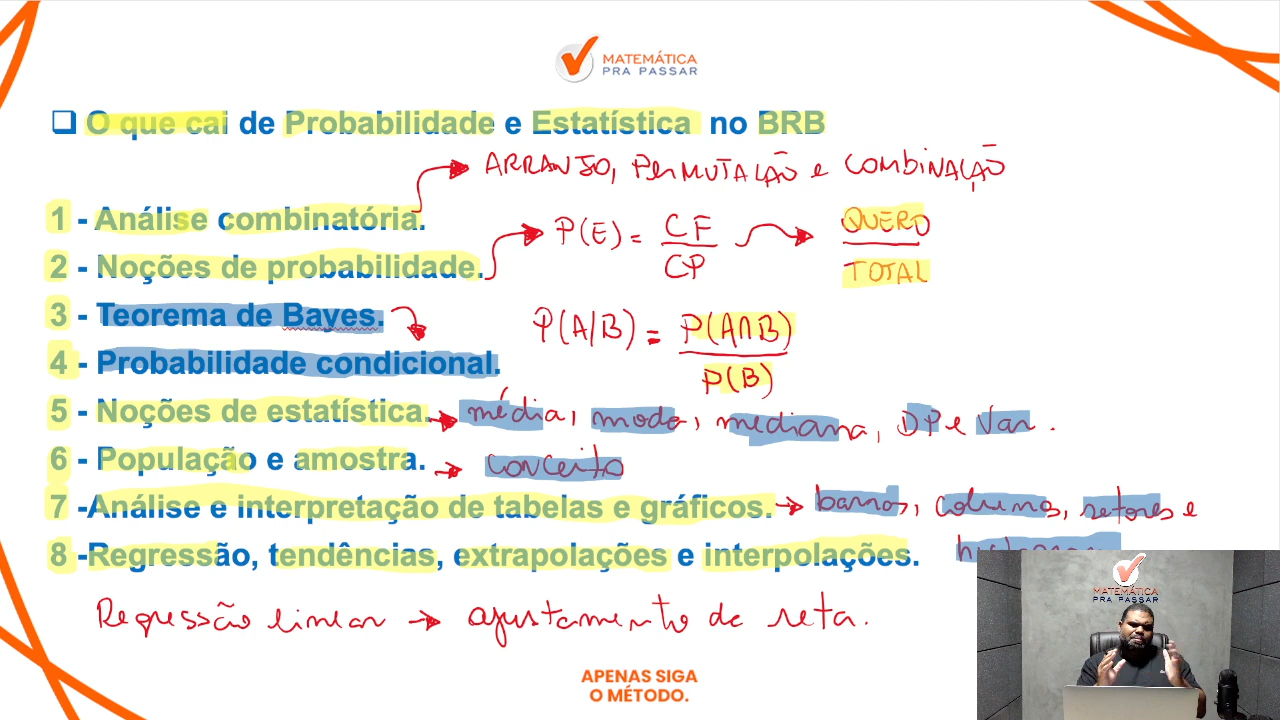 MATEMÁTICA
PRA PASSAR
O que cai de Probabilidade e Estatística no BRB
ARRANJO, PERMUTAÇÃO e COMBINAÇÃO
1 - Análise combinatória.
P(E) = CF/CP → QUERO/TOTAL
2 - Noções de probabilidade.
3 - Teorema de Bayes.
P(A/B) = P(A∩B)/P(B)
4 - Probabilidade condicional.
5 - Noções de estatística. → média, moda, mediana, DP e Var.
6 - População e amostra. → conceito
7 -Análise e interpretação de tabelas e gráficos. → barras, colunas, setores e
8 -Regressão, tendências, extrapolações e interpolações.
Regressão linear → ajustamento de reta.
MATEMÁTICA
PRA PASSAR
APENAS SIGA
O MÉTODO.